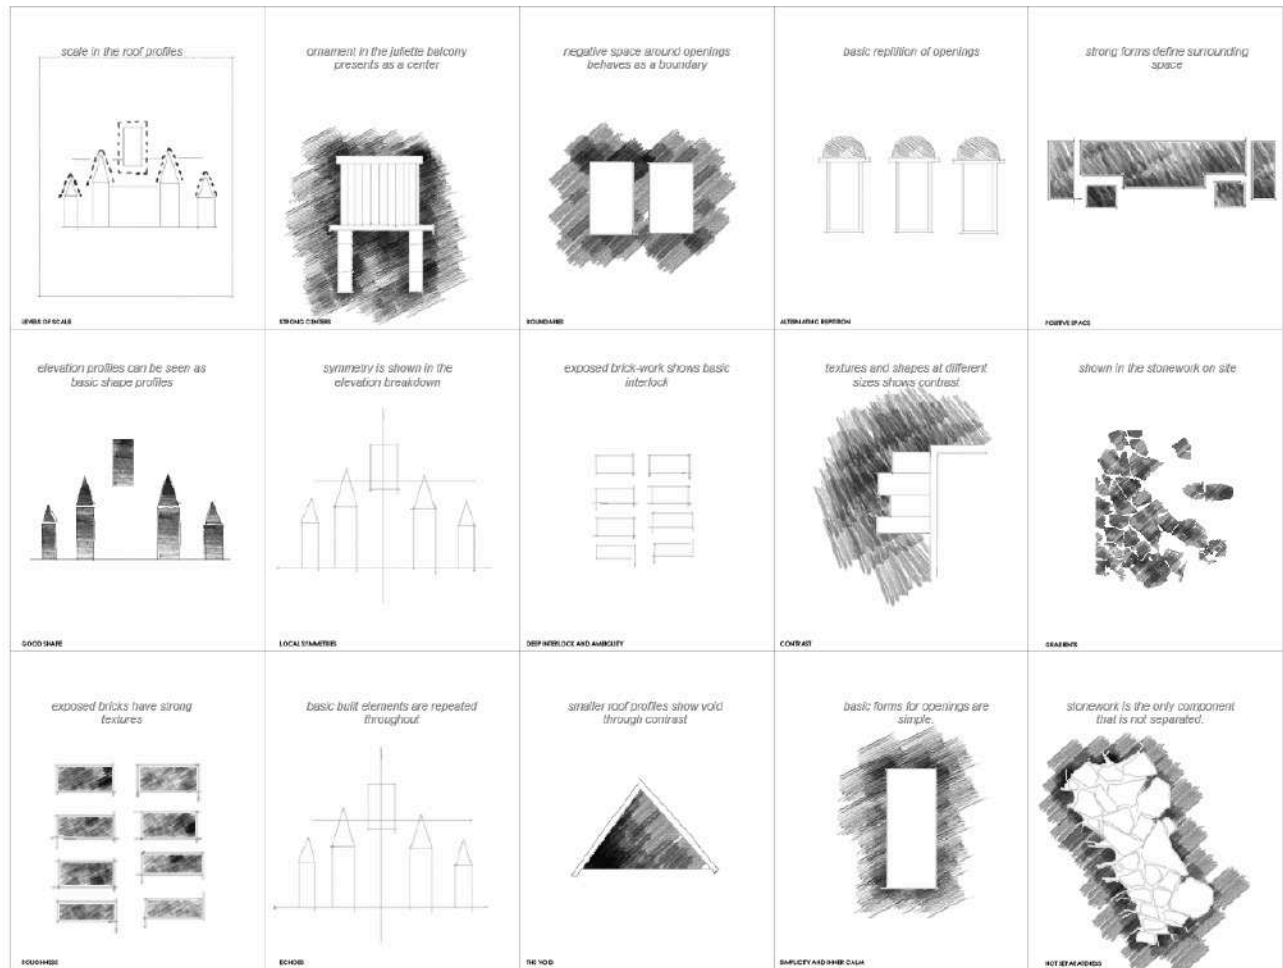 scale in the roof profiles
LEVELS OF SCALE
ornament in the juliette balcony
presents as a center
STRONG CENTERS
negative space around openings
behaves as a boundary
BOUNDARIES
basic repitition of openings
ALTERNATING REPITITION
strong forms define surrounding
space
POSITIVE SPACE
elevation profiles can be seen as
basic shape profiles
GOOD SHAPE
symmetry is shown in the
elevation breakdown
LOCAL SYMMETRIES
exposed brick-work shows basic
interlock
DEEP INTERLOCK AND AMBIGUITY
textures and shapes at different
sizes shows contrast
CONTRAST
shown in the stonework on site
GRADIENTS
exposed bricks have strong
textures
ROUGHNESS
basic built elements are repeated
throughout
ECHOES
smaller roof profiles show void
through contrast
THE VOID
basic forms for openings are
simple.
SIMPLICITY AND INNER CALM
stonework is the only component
that is not separated.
NOT SEPARATENESS